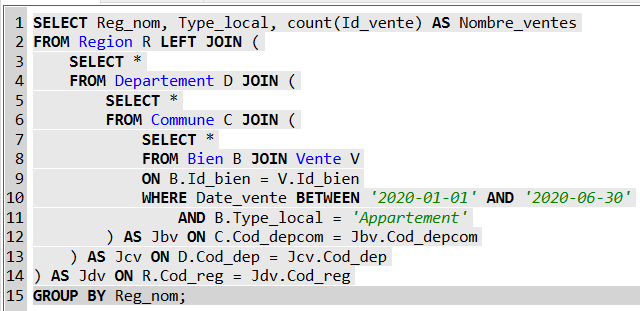 1 SELECT Reg_nom, Type_local, count(Id_vente) AS Nombre_ventes
2 FROM Region R LEFT JOIN (
3 SELECT *
4 FROM Departement D JOIN (
5 SELECT *
6 FROM Commune C JOIN (
7 SELECT *
8 FROM Bien B JOIN Vente V
9 ON B.Id_bien = V.Id_bien
10 WHERE Date_vente BETWEEN '2020-01-01' AND '2020-06-30'
11 AND B.Type_local = 'Appartement'
12 ) AS Jbv ON C.Cod_depcom = Jbv.Cod_depcom
13 ) AS Jcv ON D.Cod_dep = Jcv.Cod_dep
14 ) AS Jdv ON R.Cod_reg = Jdv.Cod_reg
15 GROUP BY Reg_nom;